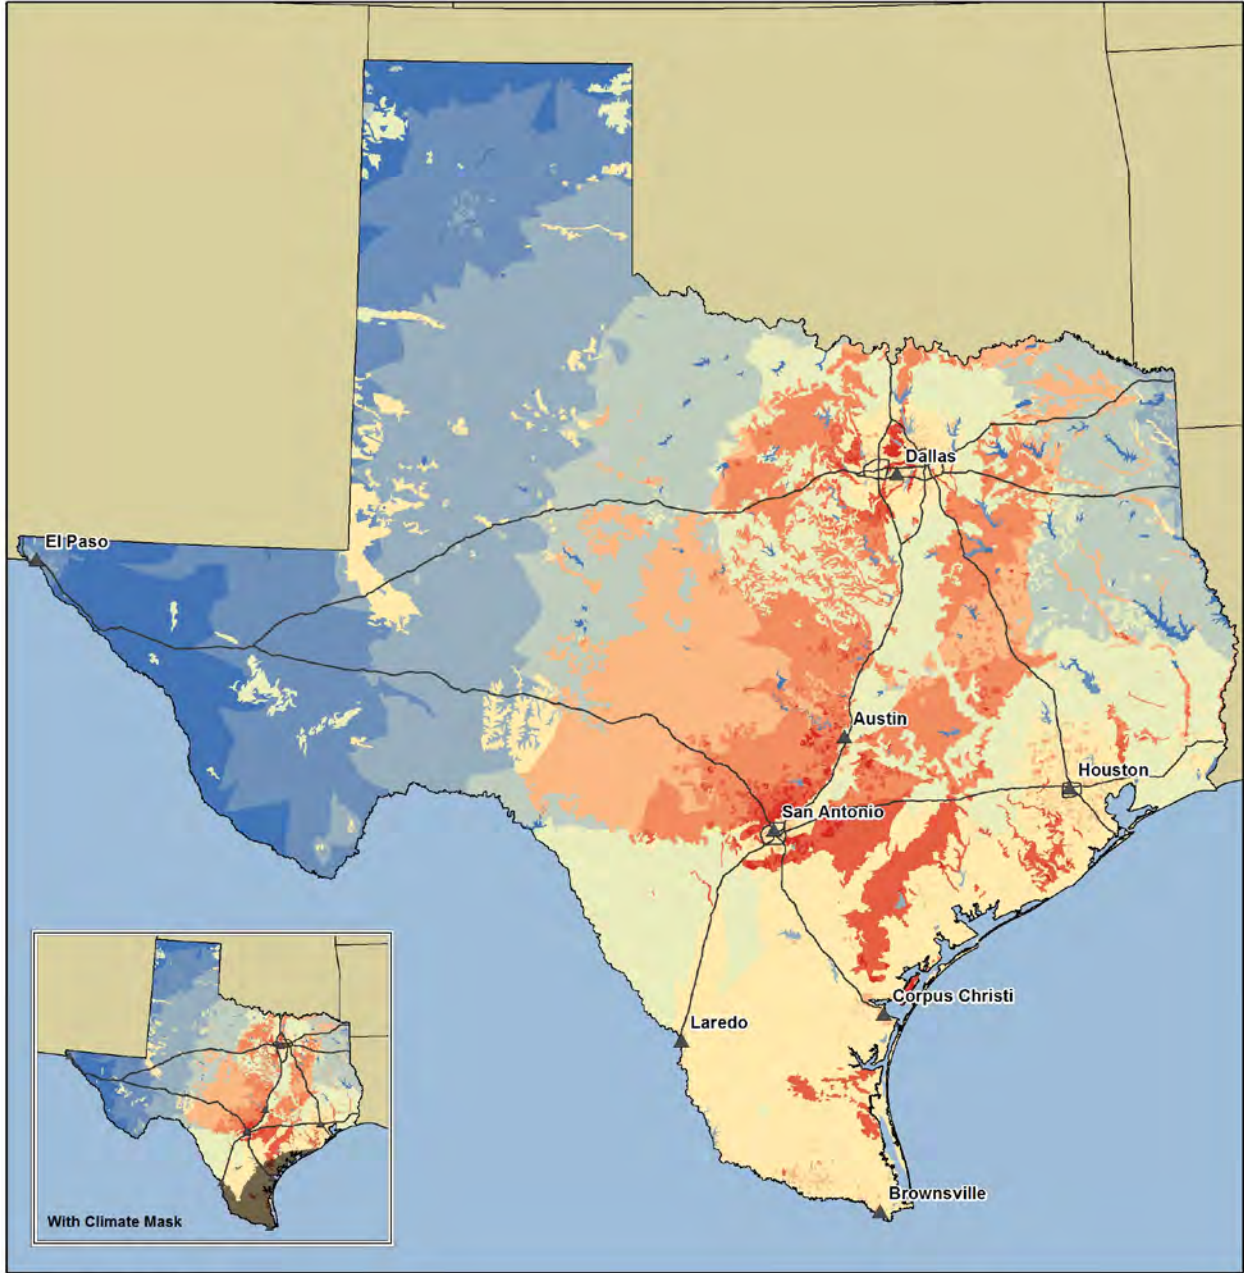 Dallas
El Paso
Austin
Houston
San Antonio
Corpus Christi
Laredo
Brownsville
With Climate Mask